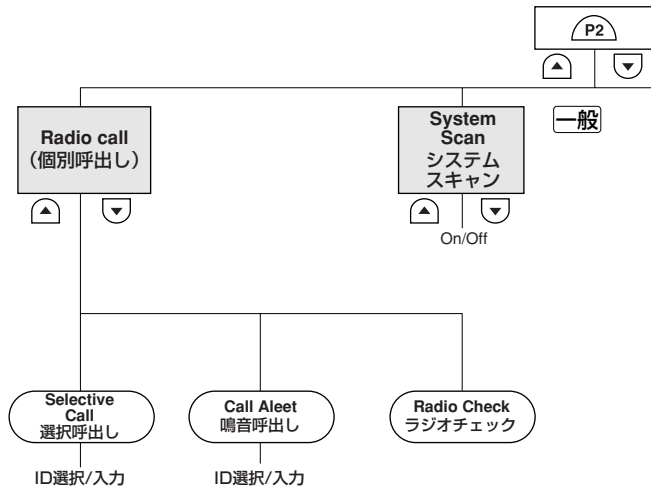 P2
一般
Radio call
(個別呼出し)
System
Scan
システム
スキャン
On/Off
Selective
Call
選択呼出し
Call Aleet
鳴音呼出し
Radio Check
ラジオチェック
ID選択/入力
ID選択/入力